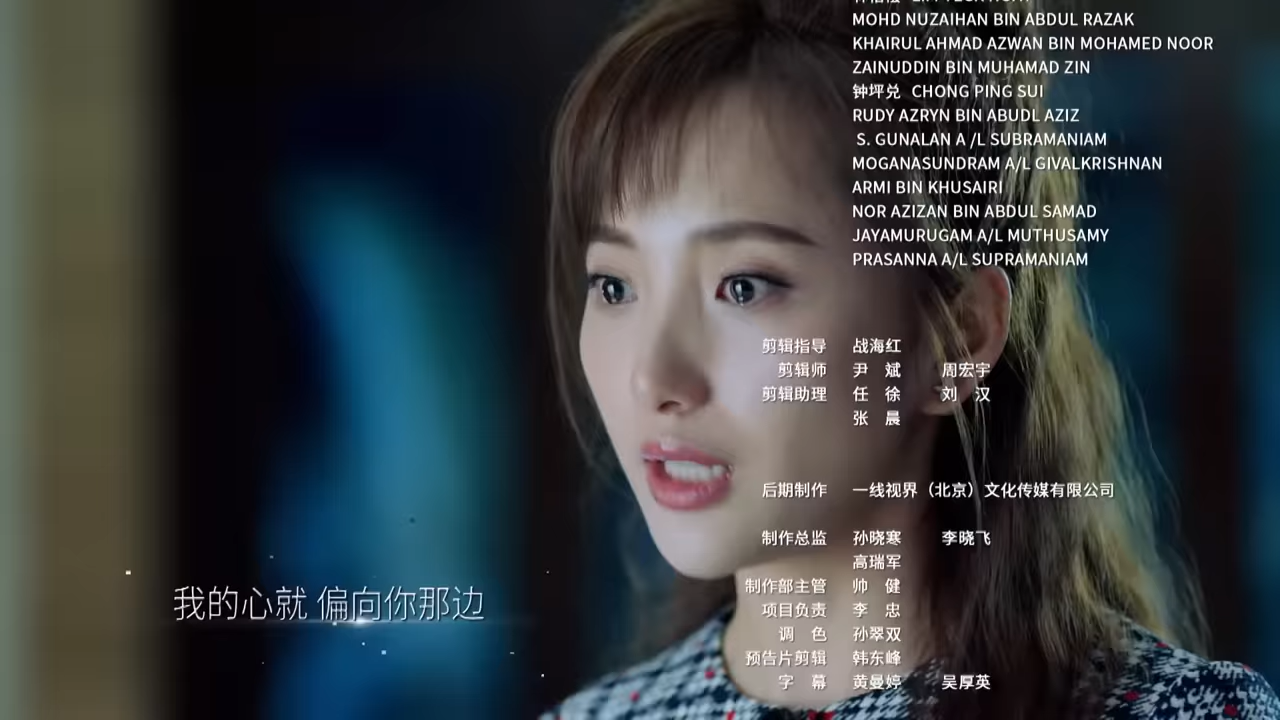 MOHD NUZAIHAN BIN ABDUL RAZAK
KHAIRUL AHMAD AZWAN BIN MOHAMED NOOR
ZAINUDDIN BIN MUHAMAD ZIN
钟坪兑 CHONG PING SUI
RUDY AZRYN BIN ABUDL AZIZ
S. GUNALAN A /L SUBRAMANIAM
MOGANASUNDRAM A/L GIVALKRISHNAN
ARMI BIN KHUSAIRI
NOR AZIZAN BIN ABDUL SAMAD
JAYAMURUGAM A/L MUTHUSAMY
PRASANNA A/L SUPRAMANIAM
剪辑指导 战海红
剪辑师 尹 斌 周宏宇
剪辑助理 任 徐 刘 汉
张 晨
后期制作 一线视界（北京）文化传媒有限公司
制作总监 孙晓寒 李晓飞
高瑞军
制作部主管 帅 健
项目负责 李 忠
调 色 孙翠双
预告片剪辑 韩东峰
字 幕 黄曼婷 吴厚英
我的心就 偏向你那边